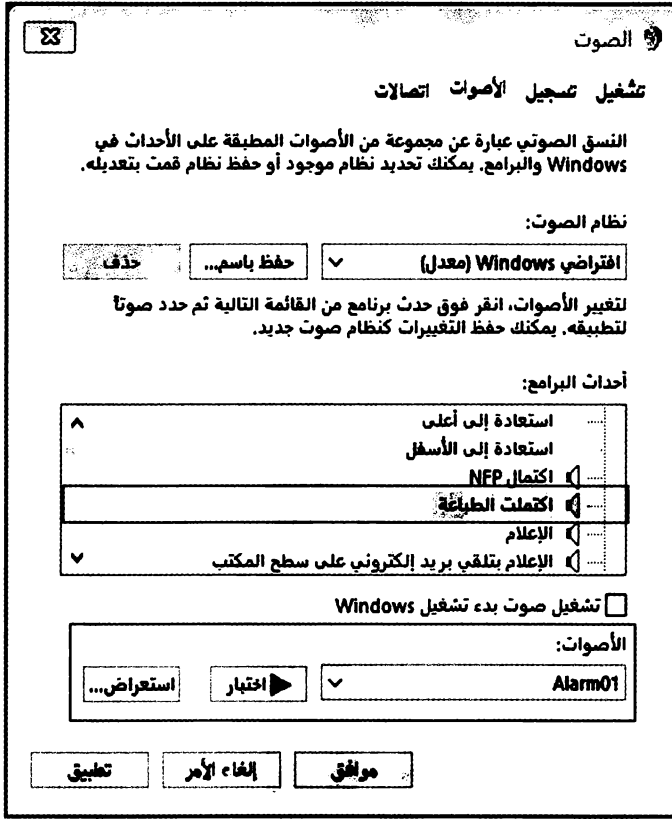 الصوت
تشغيل تسجيل الأصوات اتصالات
النسق الصوتي عبارة عن مجموعة من الأصوات المطبقة على الأحداث في
Windows والبرامج. يمكنك تحديد نظام موجود أو حفظ نظام قمت بتعديله.
نظام الصوت:
افتراضي Windows (معدل) حفظ باسم... حذف
لتغيير الأصوات، انقر فوق حدث برنامج من القائمة التالية ثم حدد صوتاً
لتطبيقه. يمكنك حفظ التغييرات كنظام صوت جديد.
أحداث البرامج:
استعادة إلى أعلى
استعادة إلى الأسفل
اكتمال NFP
اكتملت الطباعة
الإعلام
الإعلام بتلقي بريد إلكتروني على سطح المكتب
تشغيل صوت بدء تشغيل Windows
الأصوات:
Alarm01 اختبار استعراض...
موافق إلغاء الأمر تطبيق